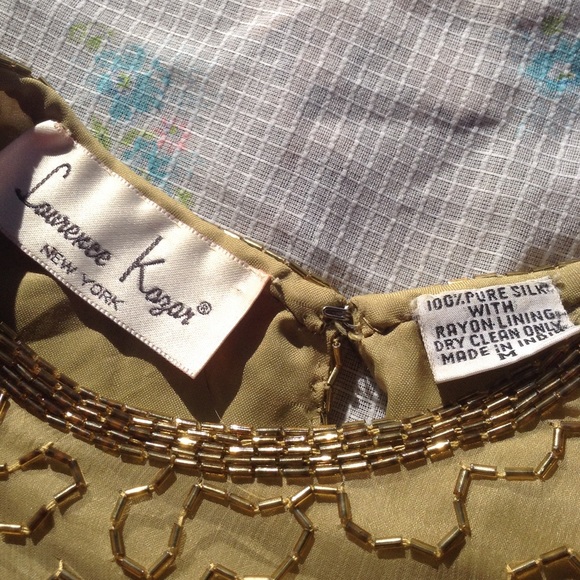 Laurence Kazar®
NEW YORK
100% PURE SILK
WITH
RAYON LINING
DRY CLEAN ONLY
MADE IN INDIA
M